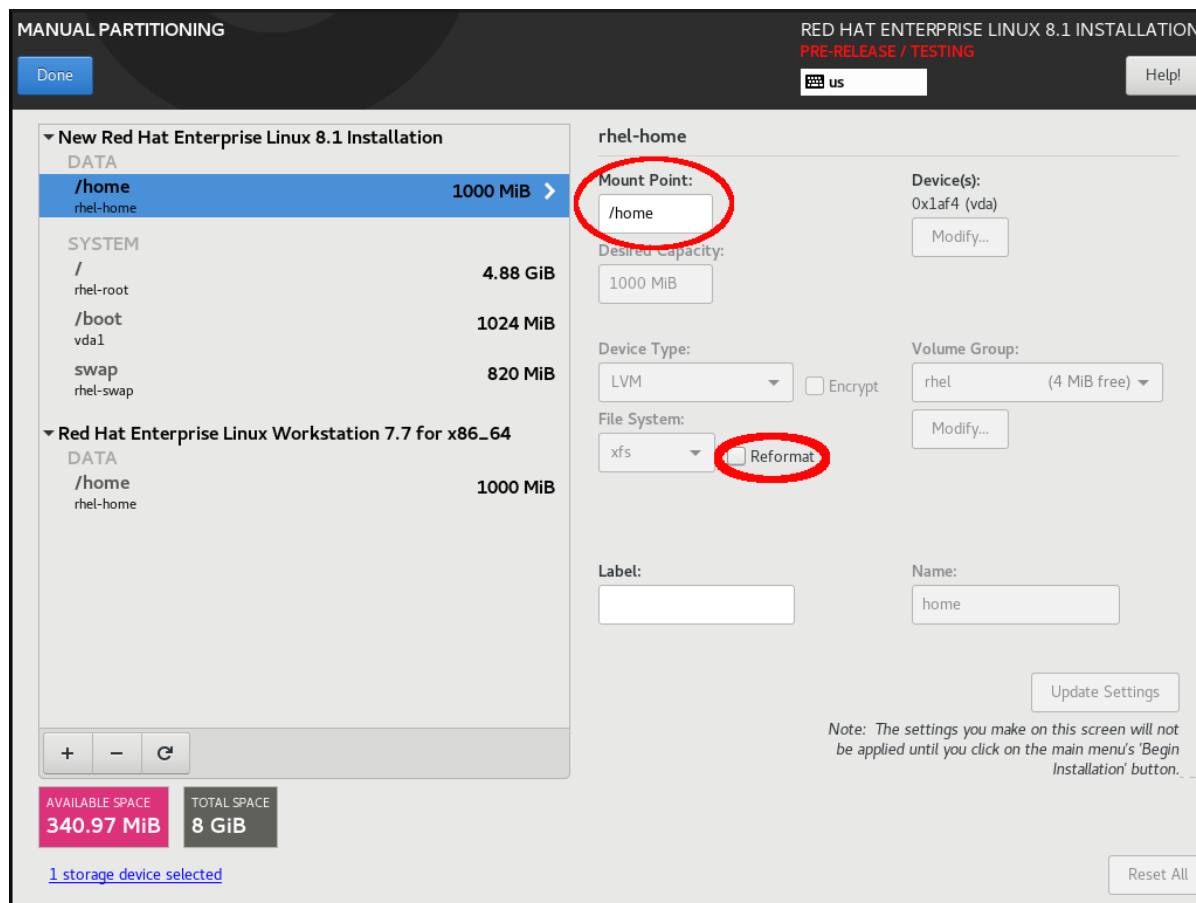 MANUAL PARTITIONING
RED HAT ENTERPRISE LINUX 8.1 INSTALLATION
PRE-RELEASE / TESTING
Done
us
Help!
New Red Hat Enterprise Linux 8.1 Installation
DATA
/home
1000 MiB
rhel-home
SYSTEM
/
4.88 GiB
rhel-root
/boot
1024 MiB
vda1
swap
820 MiB
rhel-swap
Red Hat Enterprise Linux Workstation 7.7 for x86_64
DATA
/home
1000 MiB
rhel-home
+ −
AVAILABLE SPACE
340.97 MiB
TOTAL SPACE
8 GiB
1 storage device selected
rhel-home
Mount Point:
/home
Device(s):
0x1af4 (vda)
Modify...
Desired Capacity:
1000 MiB
Device Type:
LVM
Encrypt
Volume Group:
rhel (4 MiB free)
Modify...
File System:
xfs
Reformat
Label:
Name:
home
Update Settings
Note: The settings you make on this screen will not
be applied until you click on the main menu's 'Begin
Installation' button.
Reset All